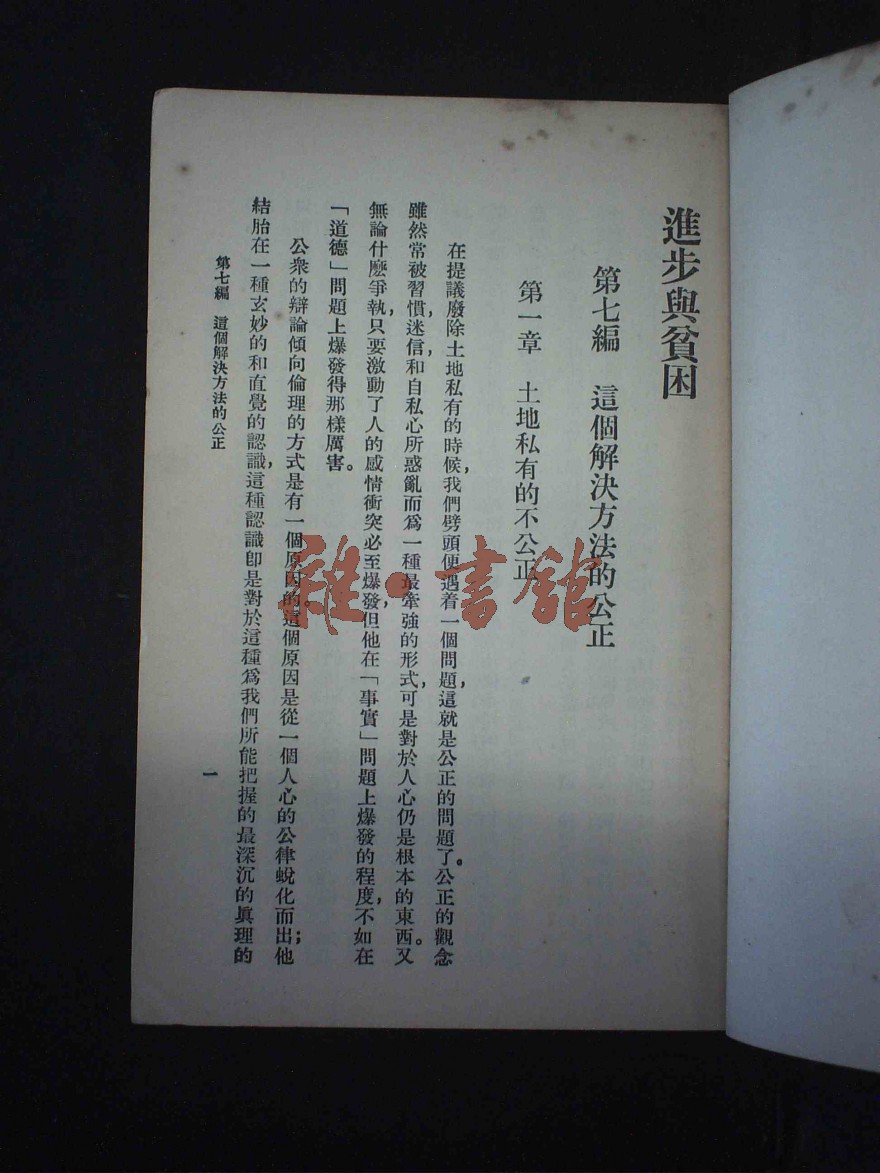 進步與貧困
第七編　這個解決方法的公正
第一章　土地私有的不公正
在提議廢除土地私有的時候，我們劈頭便遇着一個問題，這就是公正的問題了。公正的觀念
雖然常被習慣，迷信，和自私心所惑亂而爲一種最牽強的形式，可是對於人心仍是根本的東西。又
無論什麽爭執，只要激動了人的感情衝突必至爆發，但他在「事實」問題上爆發的程度，不如在
「道德」問題上爆發得那樣厲害。
公衆的辯論傾向倫理的方式是有一個原因的。這個原因是從一個人心的公律蛻化而出；他
結胎在一種玄妙的和直覺的認識，這種認識卽是對於這種爲我們所能把握的最深沉的眞理的
第七編　這個解決方法的公正
一
雜·書館